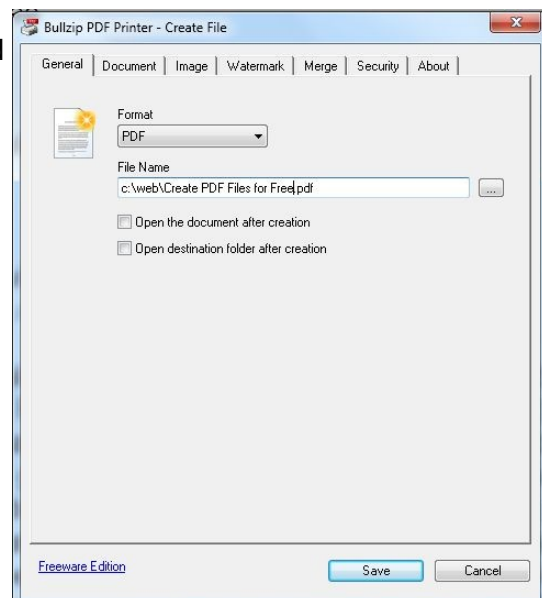 Bullzip PDF Printer - Create File
General Document Image Watermark Merge Security About
Format
PDF
File Name
c:\web\Create PDF Files for Free.pdf
...
Open the document after creation
Open destination folder after creation
Freeware Edition
Save Cancel